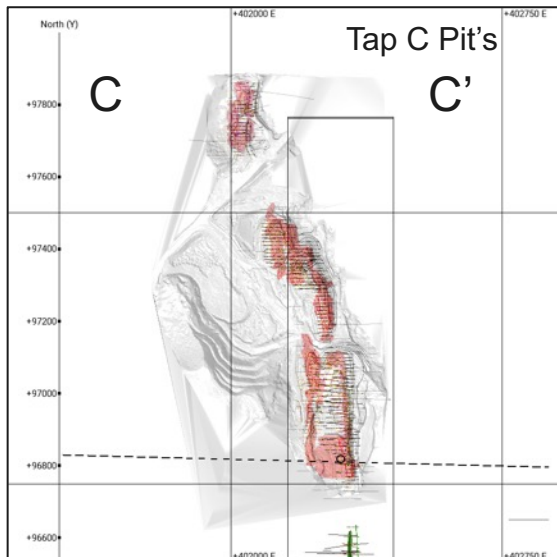 +402000 E
+402750 E
North (Y)
Tap C Pit's
C
C'
+97800
+97600
+97400
+97200
+97000
+96800
+96600
+402000 E
+402750 E